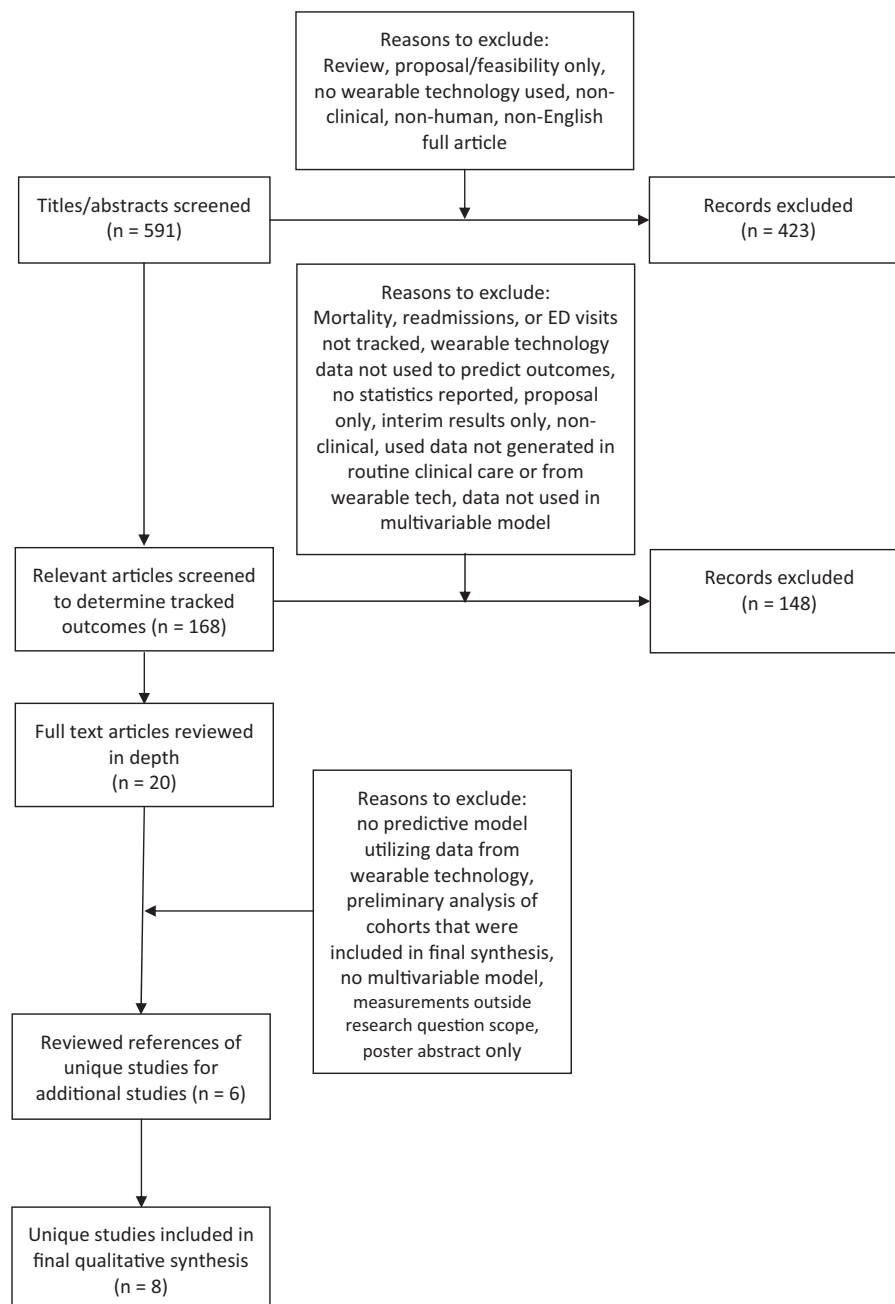 Reasons to exclude:
Review, proposal/feasibility only,
no wearable technology used, non-
clinical, non-human, non-English
full article
Titles/abstracts screened
(n = 591)
Records excluded
(n = 423)
Reasons to exclude:
Mortality, readmissions, or ED visits
not tracked, wearable technology
data not used to predict outcomes,
no statistics reported, proposal
only, interim results only, non-
clinical, used data not generated in
routine clinical care or from
wearable tech, data not used in
multivariable model
Relevant articles screened
to determine tracked
outcomes (n = 168)
Records excluded
(n = 148)
Full text articles reviewed
in depth
(n = 20)
Reasons to exclude:
no predictive model
utilizing data from
wearable technology,
preliminary analysis of
cohorts that were
included in final synthesis,
no multivariable model,
measurements outside
research question scope,
poster abstract only
Reviewed references of
unique studies for
additional studies (n = 6)
Unique studies included in
final qualitative synthesis
(n = 8)